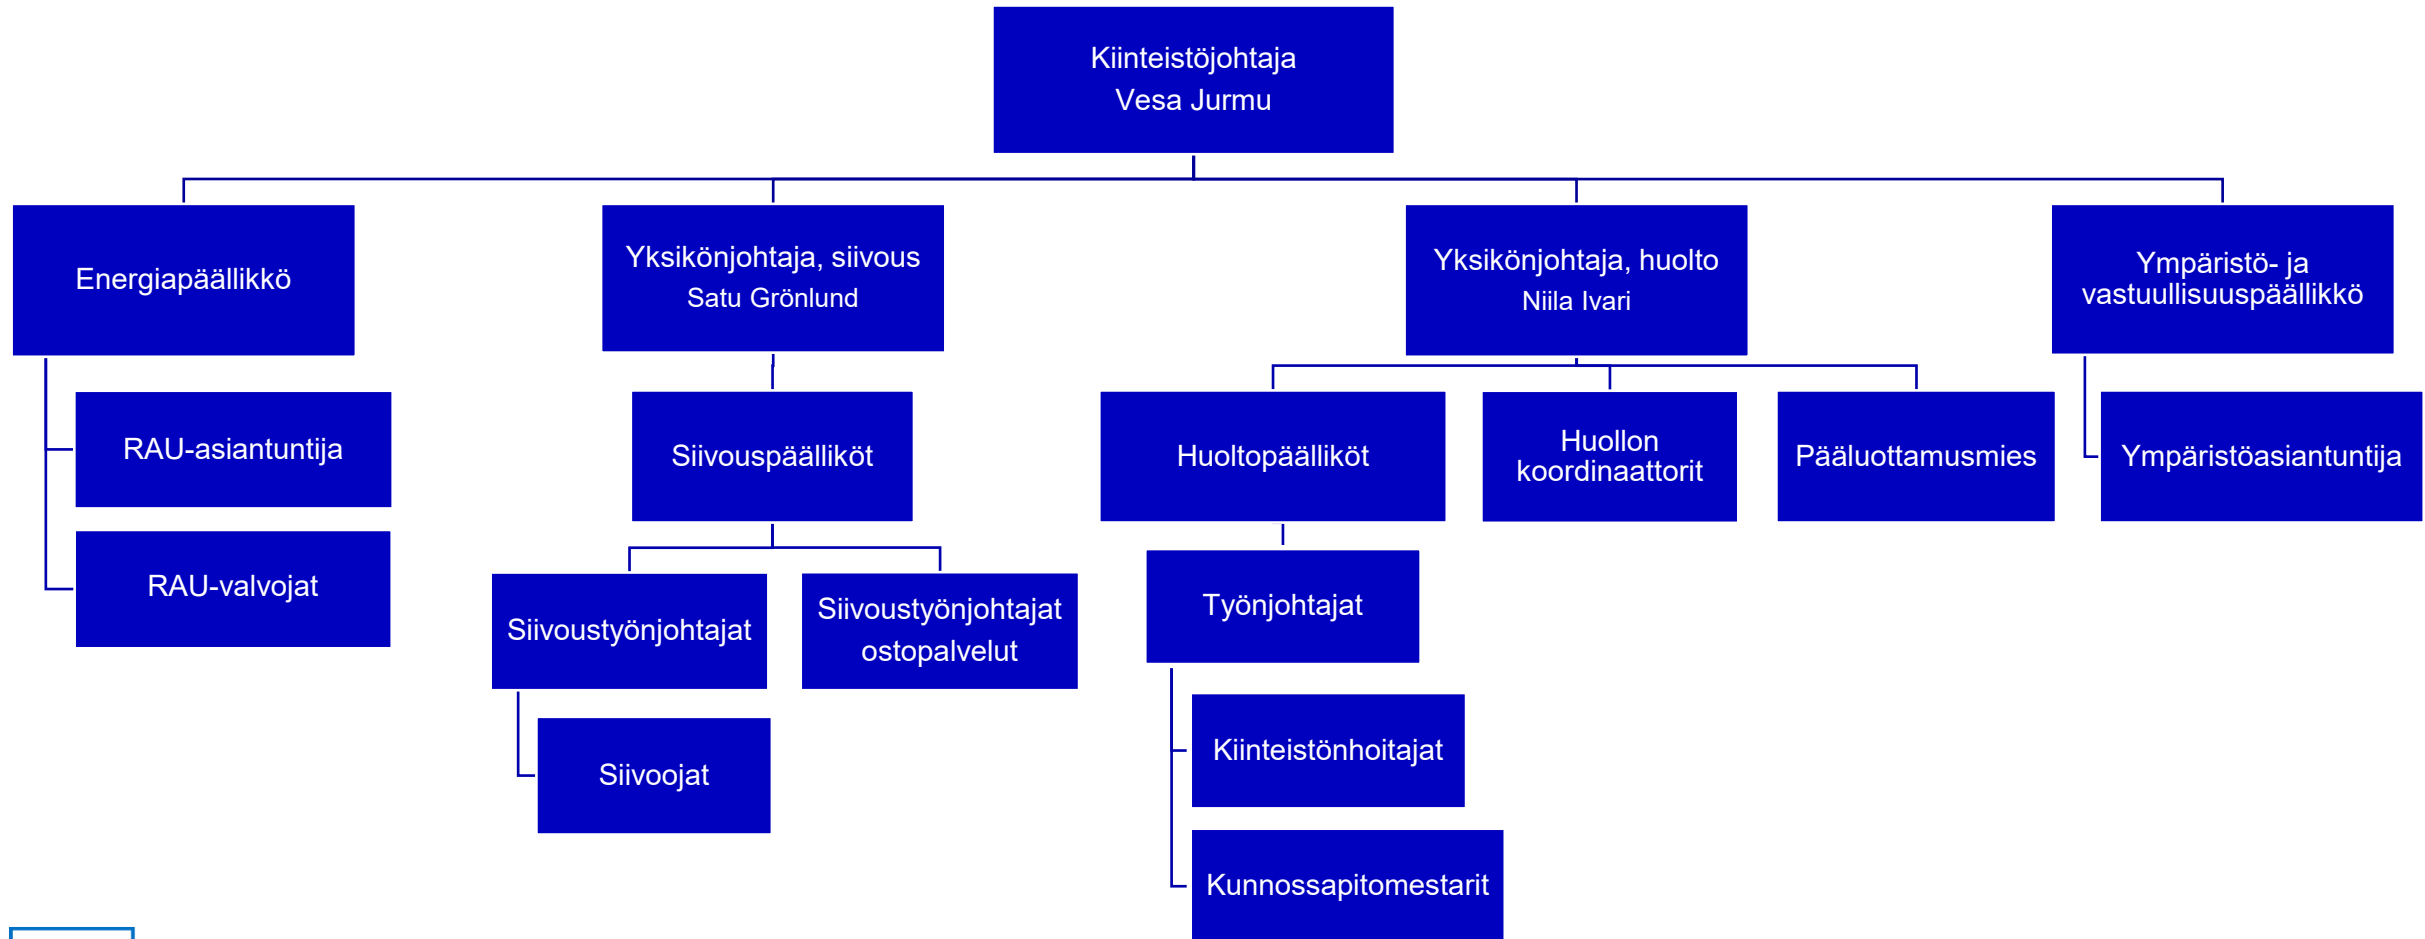 Kiinteistöjohtaja
Vesa Jurmu
Energiapäällikkö
Yksikönjohtaja, siivous
Satu Grönlund
Yksikönjohtaja, huolto
Niila Ivari
Ympäristö- ja
vastuullisuuspäällikkö
RAU-asiantuntija
Siivouspäälliköt
Huoltopäälliköt
Huollon
koordinaattorit
Pääluottamusmies
Ympäristöasiantuntija
RAU-valvojat
Siivoustyönjohtajat
Siivoustyönjohtajat
ostopalvelut
Työnjohtajat
Siivoojat
Kiinteistönhoitajat
Kunnossapitomestarit